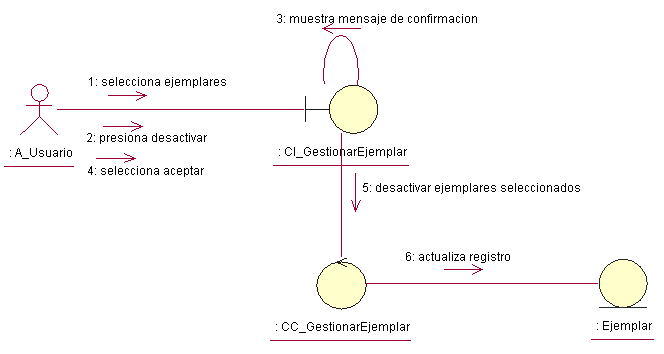 3: muestra mensaje de confirmacion
1: selecciona ejemplares
2: presiona desactivar
: A_Usuario
: CI_GestionarEjemplar
4: selecciona aceptar
5: desactivar ejemplares seleccionados
6: actualiza registro
: CC_GestionarEjemplar
: Ejemplar